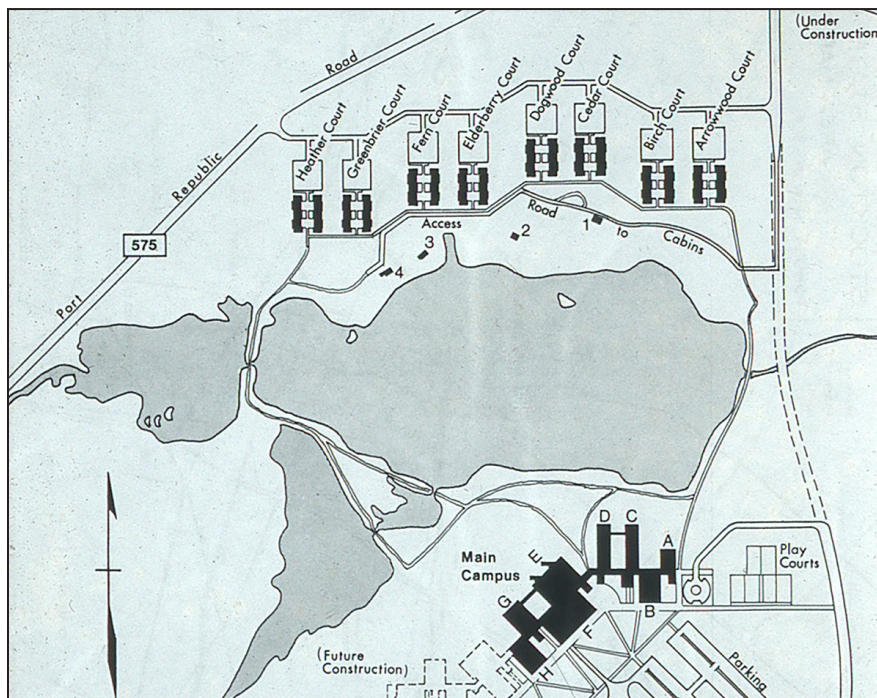 (Under
Construction)
Road
Republic
Port
575
Heather Court
Greenbrier Court
Fern Court
Elderberry Court
Dogwood Court
Cedar Court
Birch Court
Arrowwood Court
Access
Road
to
Cabins
1
2
3
4
D
C
A
E
Main
Campus
B
G
F
H
Play
Courts
(Future
Construction)
Parking